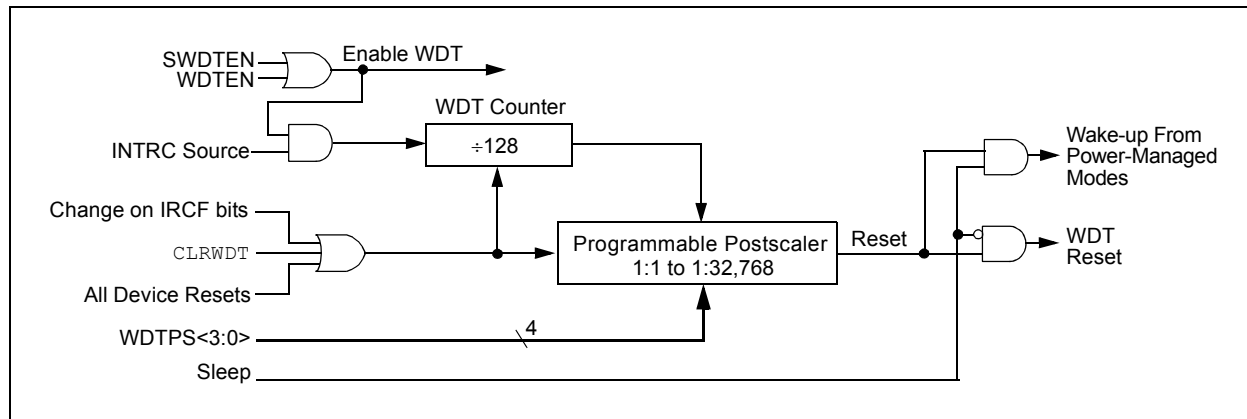 SWDTEN
WDTEN
Enable WDT
INTRC Source
WDT Counter
÷128
Wake-up From
Power-Managed
Modes
Change on IRCF bits
CLRWDT
All Device Resets
Programmable Postscaler
1:1 to 1:32,768
Reset
WDT
Reset
WDTPS<3:0>
4
Sleep